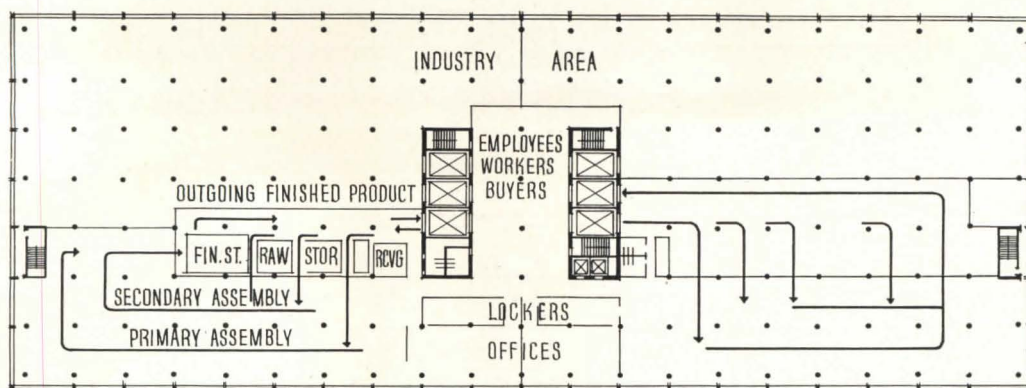 INDUSTRY AREA
EMPLOYEES
WORKERS
BUYERS
OUTGOING FINISHED PRODUCT
FIN. ST. RAW STOR RCVG
SECONDARY ASSEMBLY
LOCKERS
PRIMARY ASSEMBLY
OFFICES